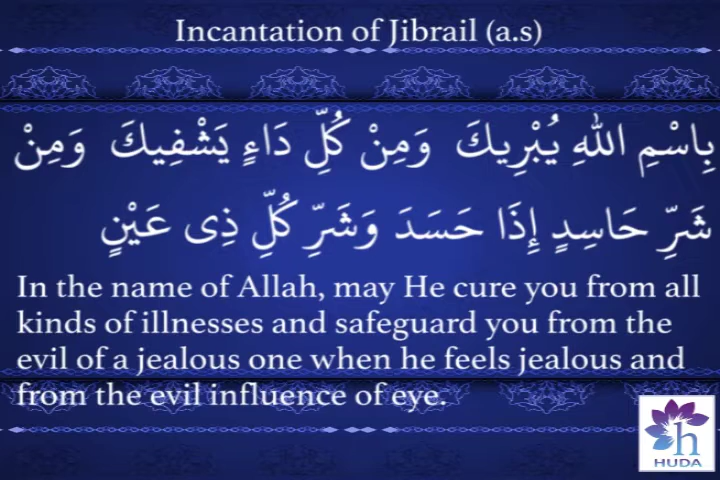 Incantation of Jibrail (a.s)
بِاسْمِ اللهِ يُبْرِيكَ وَمِنْ كُلِّ دَاءٍ يَشْفِيكَ وَمِنْ
شَرِّ حَاسِدٍ إِذَا حَسَدَ وَشَرِّ كُلِّ ذِى عَيْنٍ
In the name of Allah, may He cure you from all
kinds of illnesses and safeguard you from the
evil of a jealous one when he feels jealous and
from the evil influence of eye.
h
HUDA